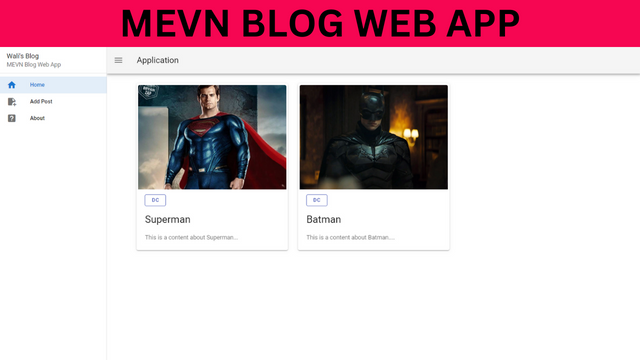 MEVN BLOG WEB APP
Wali's Blog
MEVN Blog Web App
Application
Home
Add Post
About
DC
DC
Superman
Batman
This is a content about Superman...
This is a content about Batman....